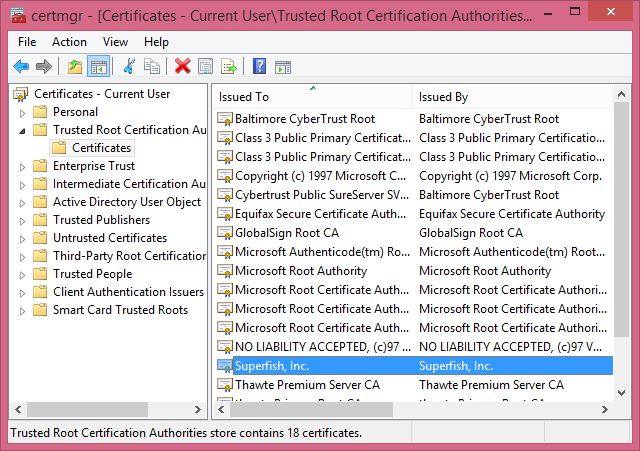 certmgr - [Certificates - Current User\Trusted Root Certification Authorities...
File Action View Help
Certificates - Current User
Personal
Trusted Root Certification Au
Certificates
Enterprise Trust
Intermediate Certification Au
Active Directory User Object
Trusted Publishers
Untrusted Certificates
Third-Party Root Certification
Trusted People
Client Authentication Issuers
Smart Card Trusted Roots
Issued To Issued By
Baltimore CyberTrust Root Baltimore CyberTrust Root
Class 3 Public Primary Certificat... Class 3 Public Primary Certificatio
Class 3 Public Primary Certificat... Class 3 Public Primary Certificatio
Copyright (c) 1997 Microsoft C... Copyright (c) 1997 Microsoft Corp.
Cybertrust Public SureServer SV... Baltimore CyberTrust Root
Equifax Secure Certificate Auth... Equifax Secure Certificate Authority
GlobalSign Root CA GlobalSign Root CA
Microsoft Authenticode(tm) Ro... Microsoft Authenticode(tm) Root...
Microsoft Root Authority Microsoft Root Authority
Microsoft Root Certificate Auth... Microsoft Root Certificate Authori
Microsoft Root Certificate Auth... Microsoft Root Certificate Authori
Microsoft Root Certificate Auth... Microsoft Root Certificate Authori
NO LIABILITY ACCEPTED, (c)97 ... NO LIABILITY ACCEPTED, (c)97 V...
Superfish, Inc. Superfish, Inc.
Thawte Premium Server CA Thawte Premium Server CA
Trusted Root Certification Authorities store contains 18 certificates.